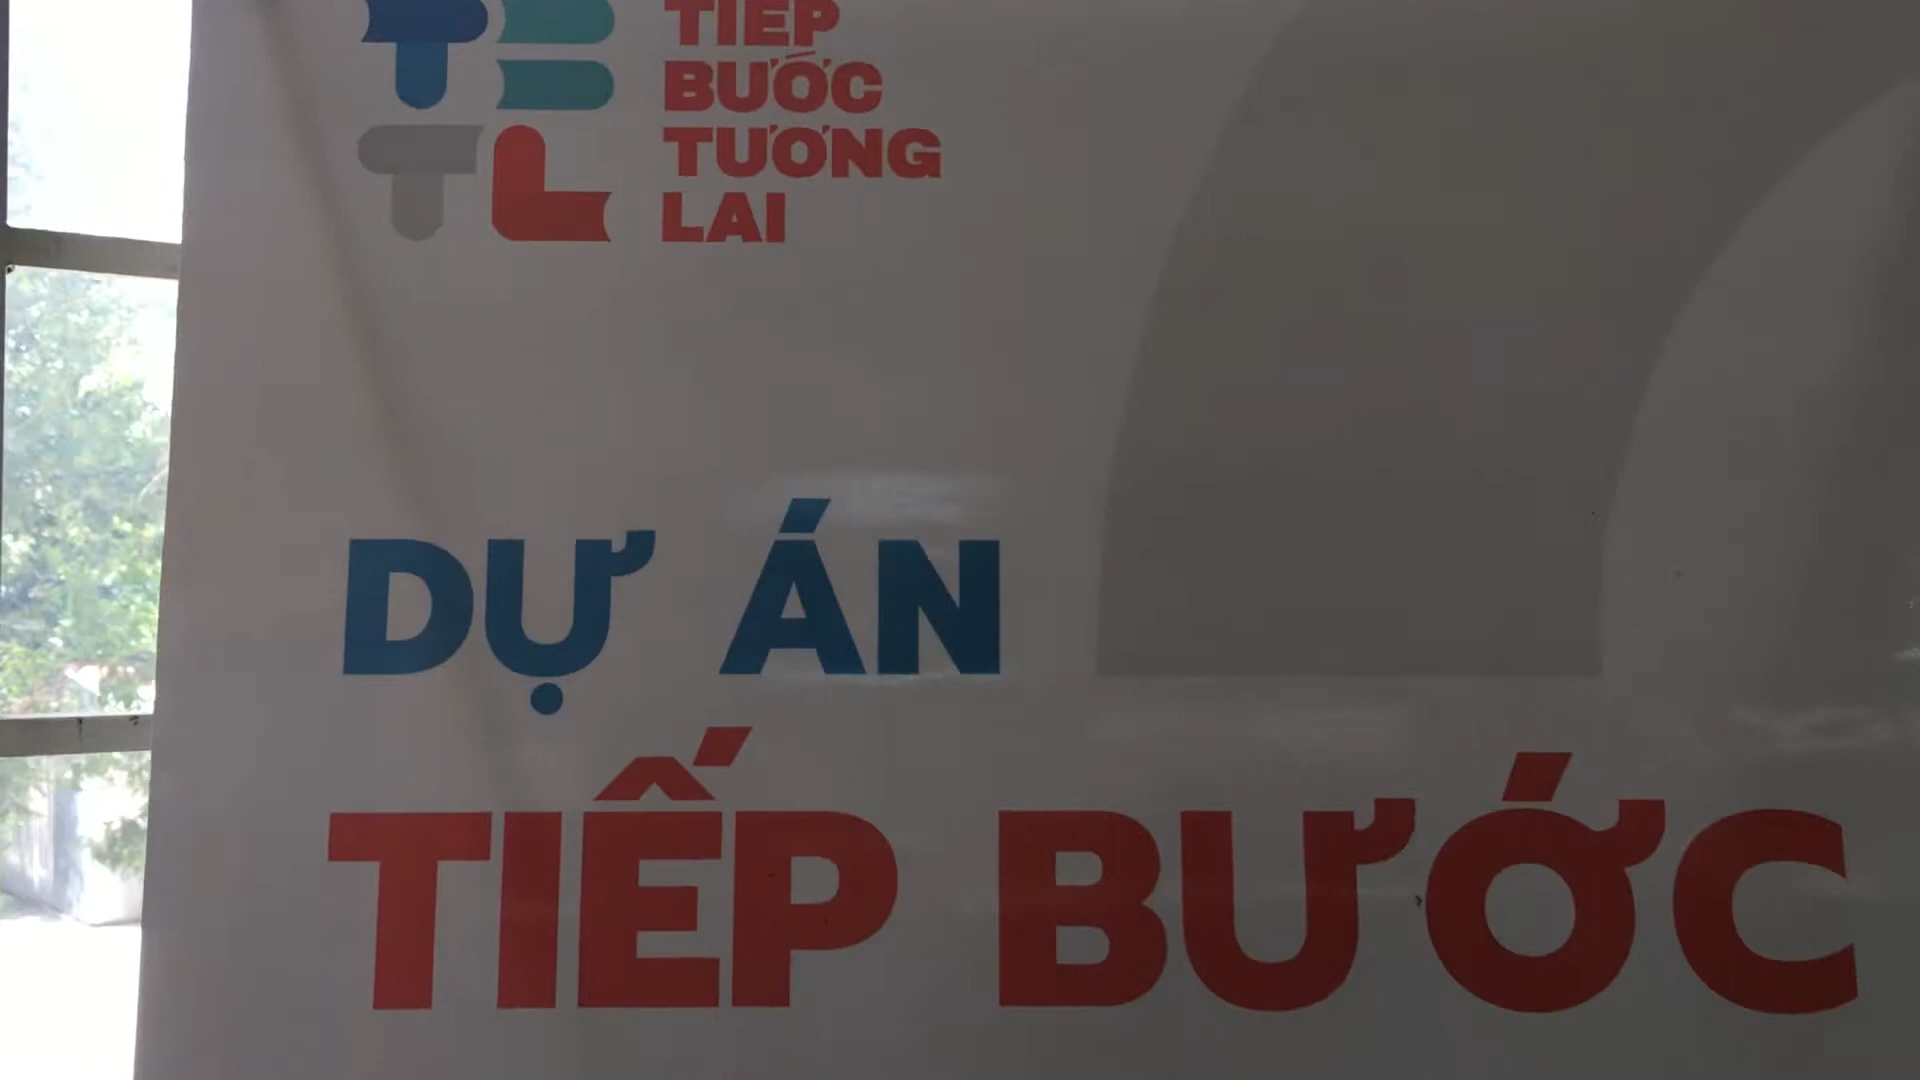 TIẾP
BƯỚC
TƯƠNG
LAI
DỰ ÁN
TIẾP BƯỚC